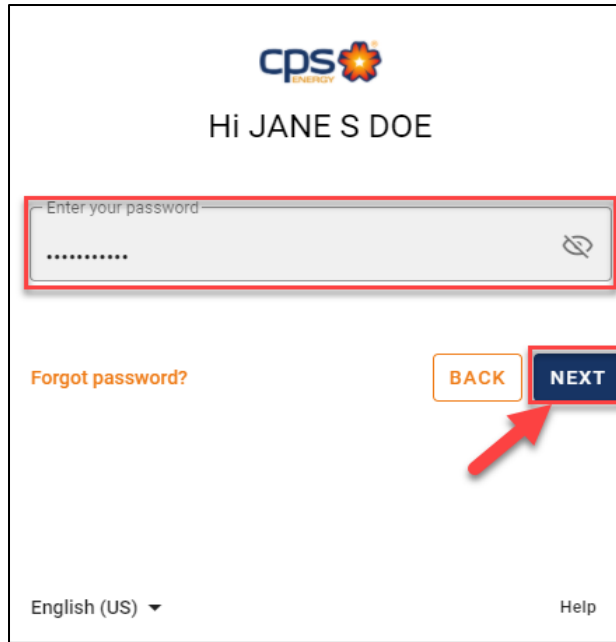 cps
ENERGY
Hi JANE S DOE
Enter your password
•••••••••••
Forgot password?
BACK
NEXT
English (US)
Help